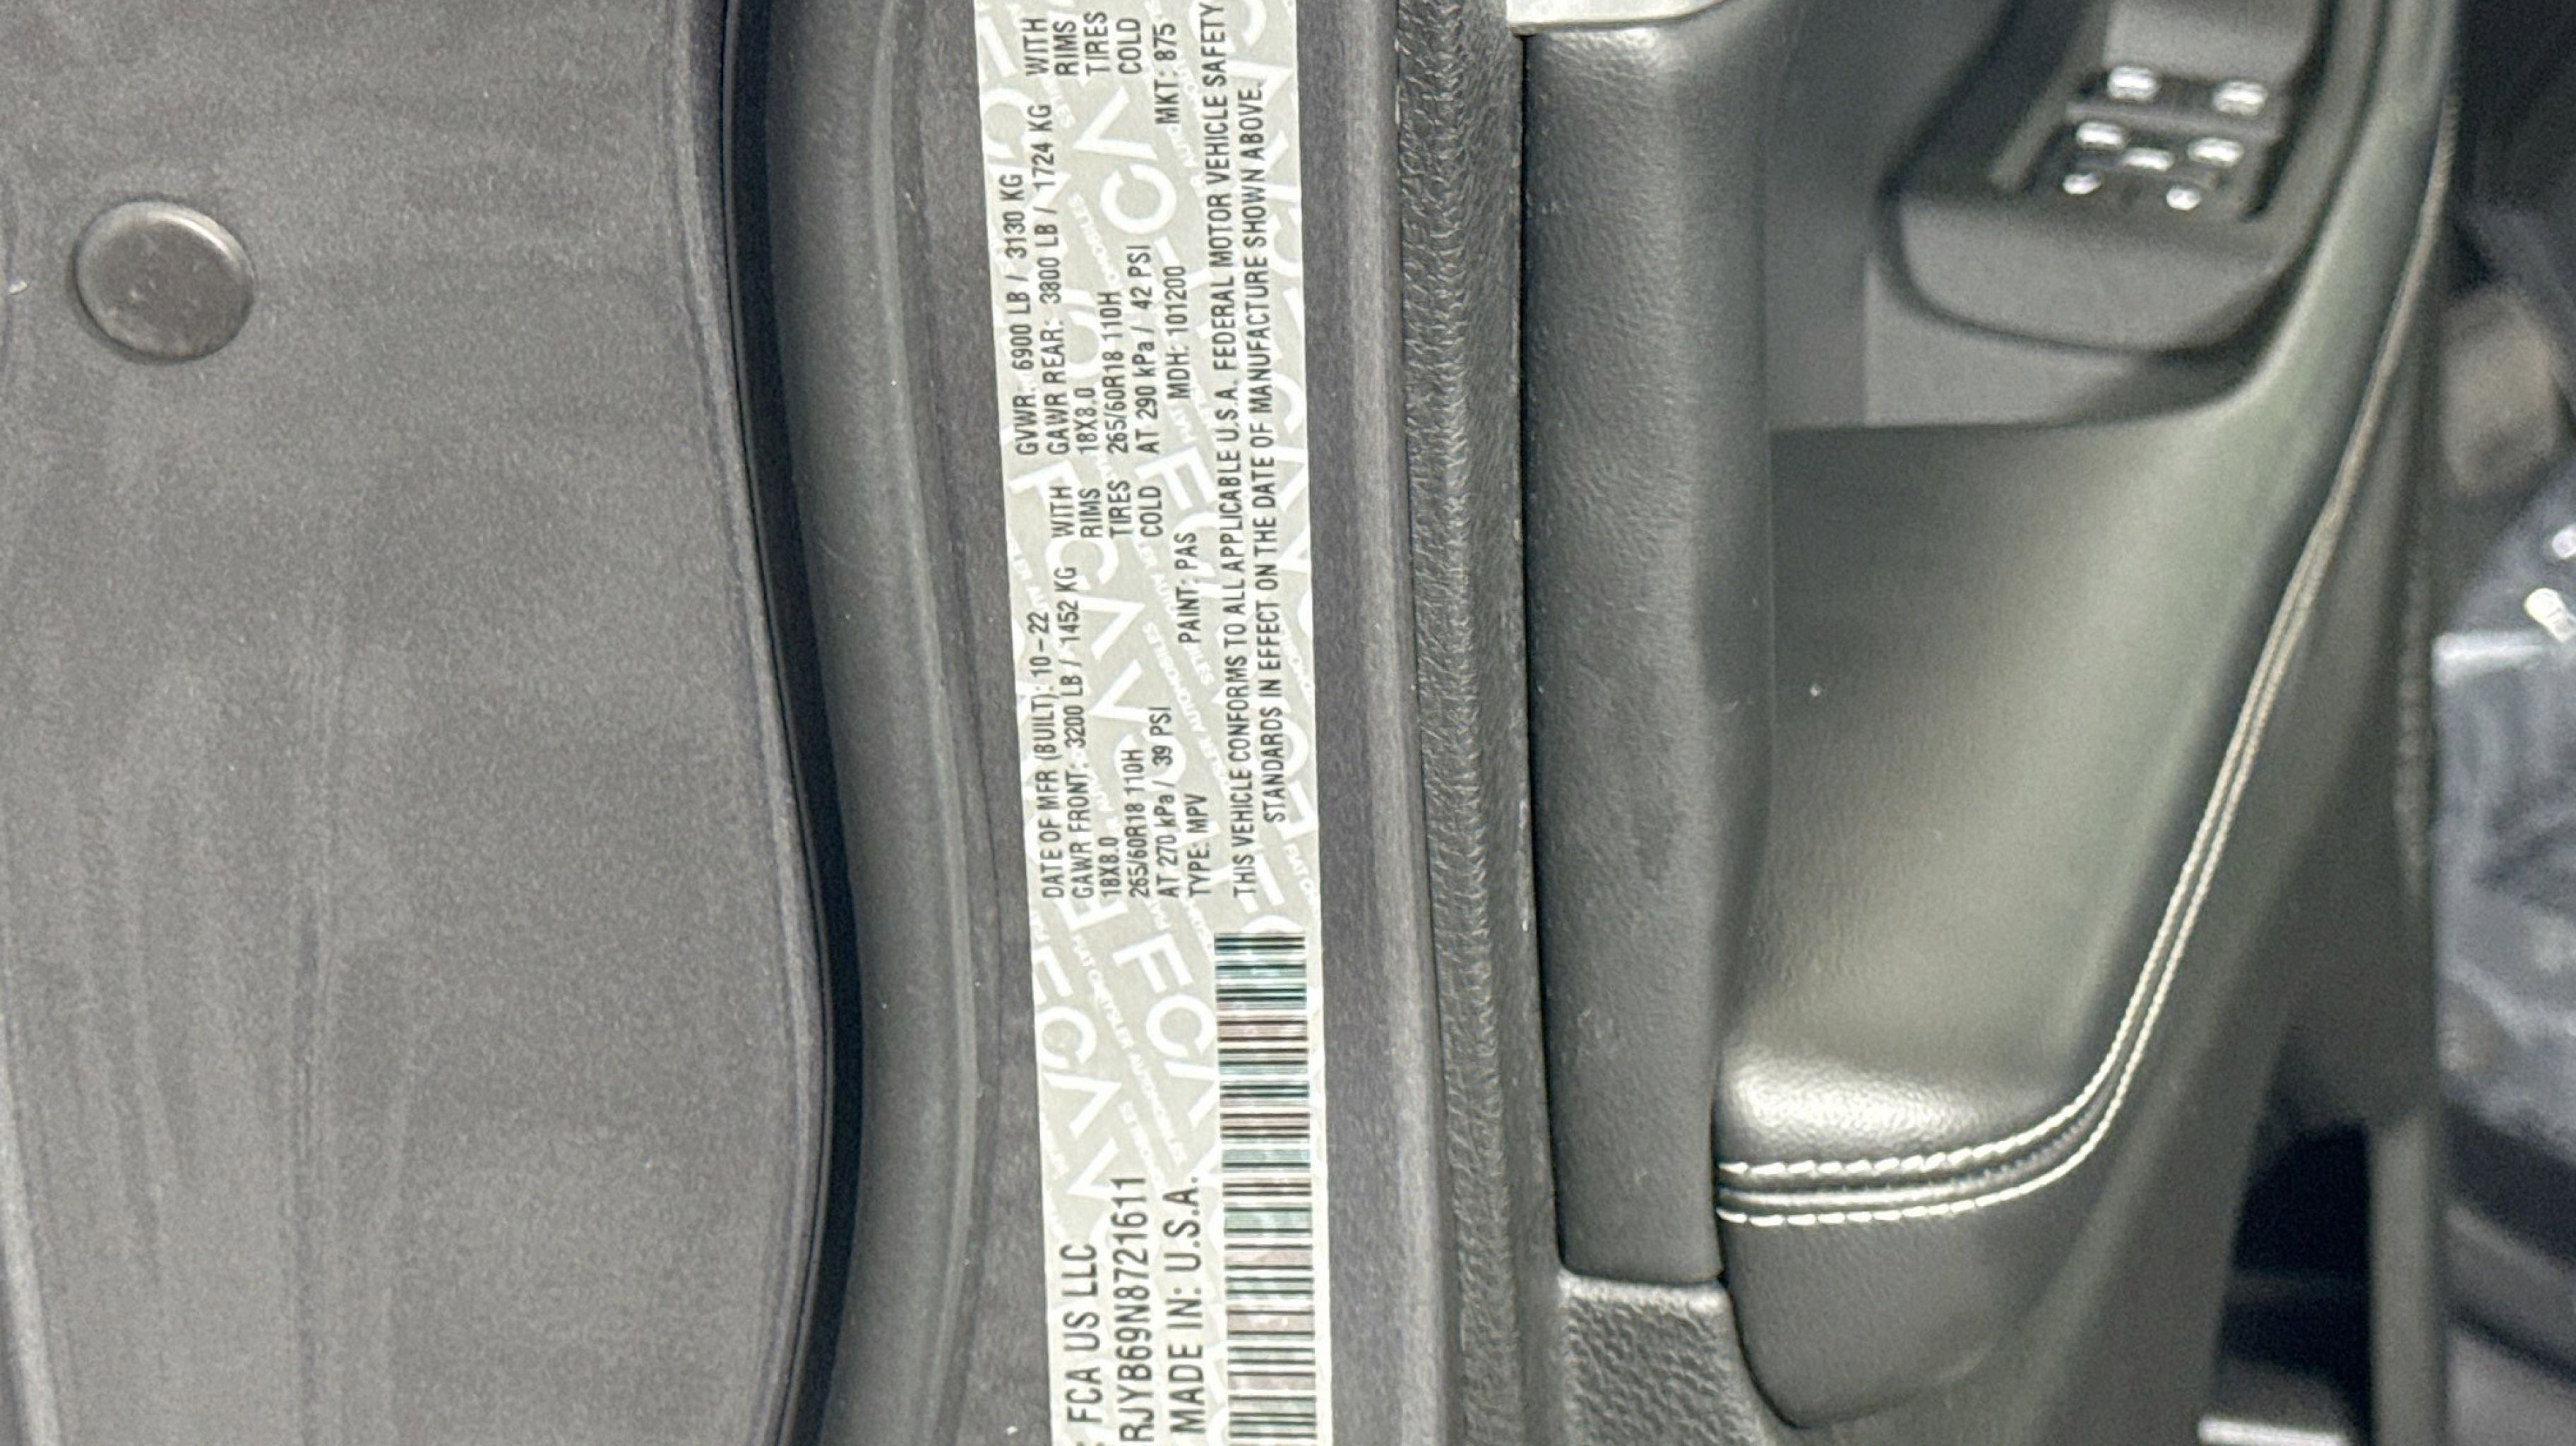 FCA US LLC
RJYB69N8721611
MADE IN: U.S.A.
DATE OF MFR (BUILT): 10-22 GVWR: 6900 LB / 3130 KG
GAWR FRONT: 3200 LB / 1452 KG WITH GAWR REAR: 3800 LB / 1724 KG WITH
18X8.0 RIMS 18X8.0 RIMS
265/60R18 110H TIRES 265/60R18 110H TIRES
AT 270 kPa / 39 PSI COLD AT 290 kPa / 42 PSI COLD
TYPE: MPV PAINT: PAS MDH: 101200 MKT: 875
THIS VEHICLE CONFORMS TO ALL APPLICABLE U.S.A. FEDERAL MOTOR VEHICLE SAFETY
STANDARDS IN EFFECT ON THE DATE OF MANUFACTURE SHOWN ABOVE.